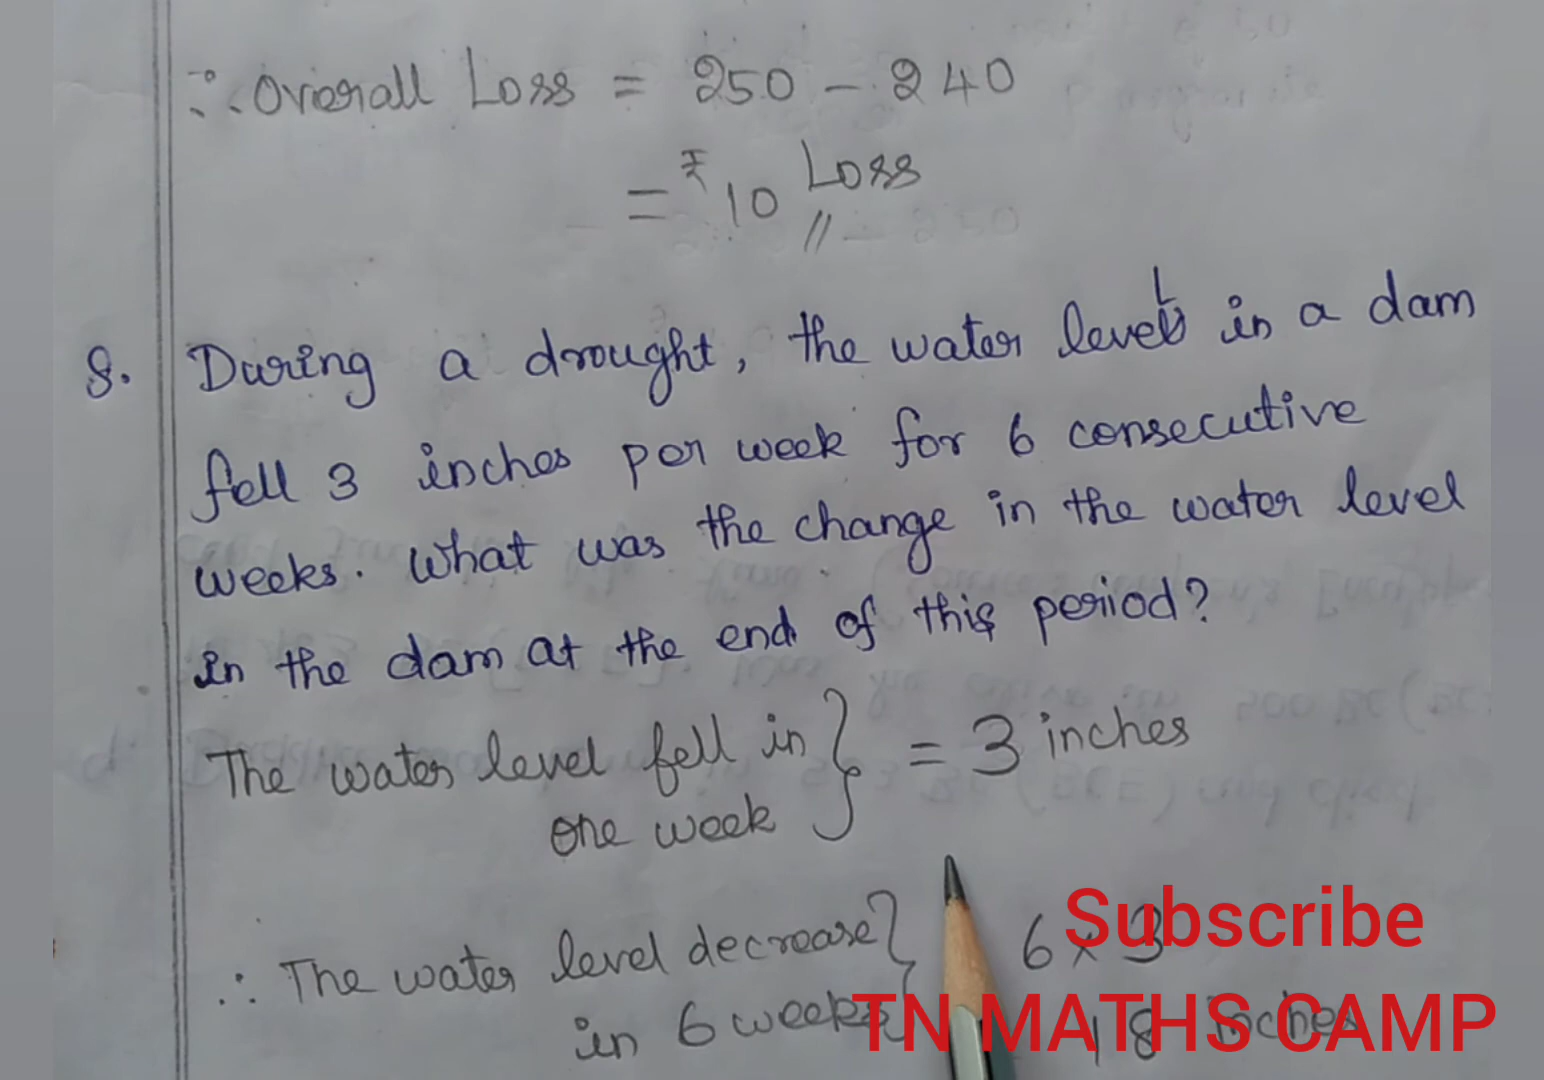 ∴ Overall Loss = 250 - 240
= ₹ 10 Loss
8. During a drought, the water level in a dam
fell 3 inches per week for 6 consecutive
weeks. What was the change in the water level
in the dam at the end of this period?
The water level fell in } = 3 inches
one week
∴ The water level decrease } 6 x 3
in 6 weeks 18 inches
Subscribe
TN MATHS CAMP